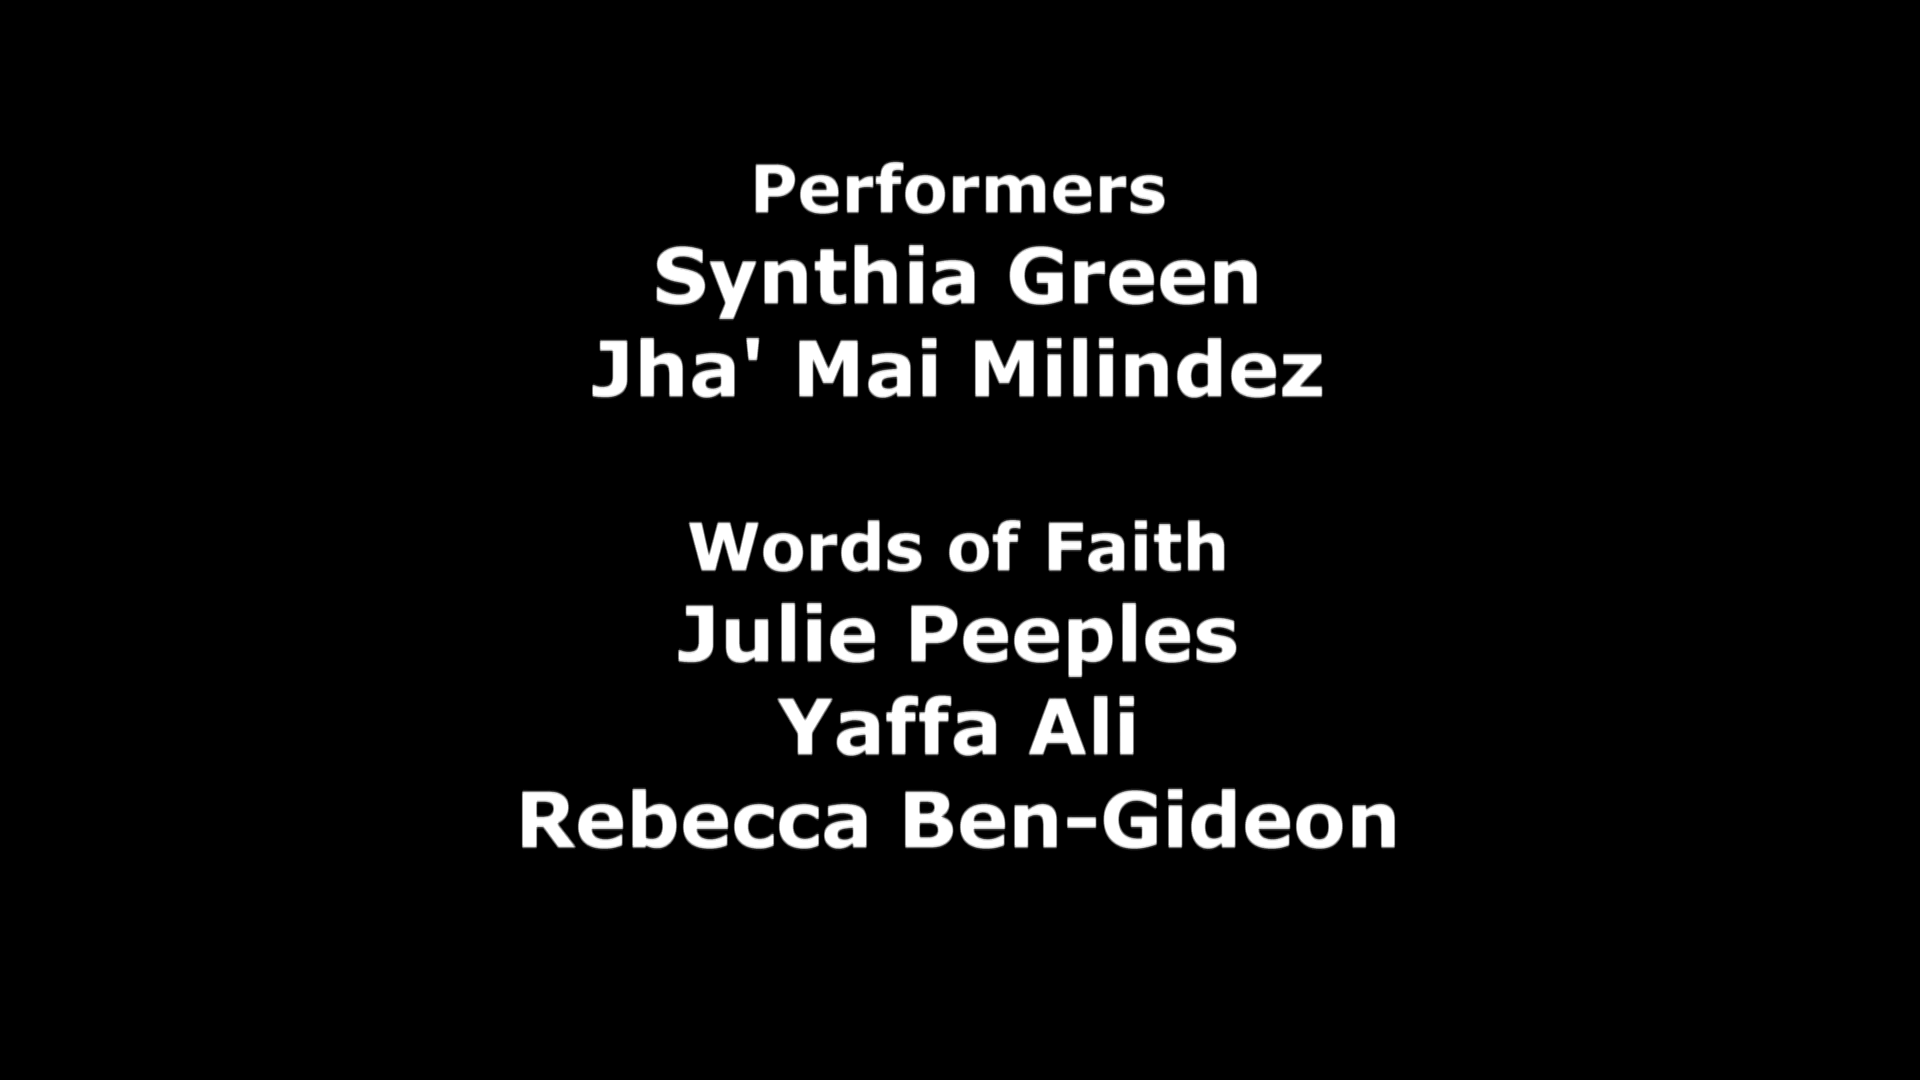 Performers
Synthia Green
Jha' Mai Milindez
Words of Faith
Julie Peeples
Yaffa Ali
Rebecca Ben-Gideon